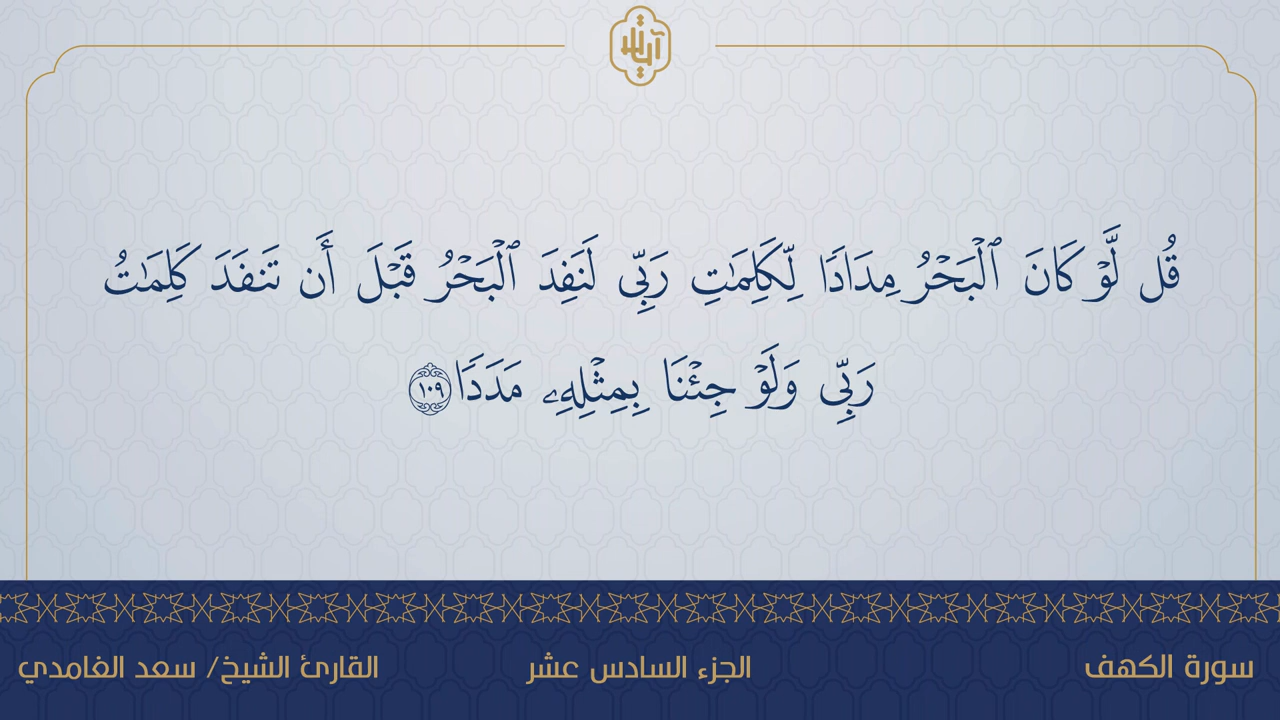 آيات
قُل لَّوْ كَانَ ٱلْبَحْرُ مِدَادًا لِّكَلِمَٰتِ رَبِّى لَنَفِدَ ٱلْبَحْرُ قَبْلَ أَن تَنفَدَ كَلِمَٰتُ
رَبِّى وَلَوْ جِئْنَا بِمِثْلِهِۦ مَدَدًا ١٠٩
سورة الكهف
الجزء السادس عشر
القارئ الشيخ/ سعد الغامدي